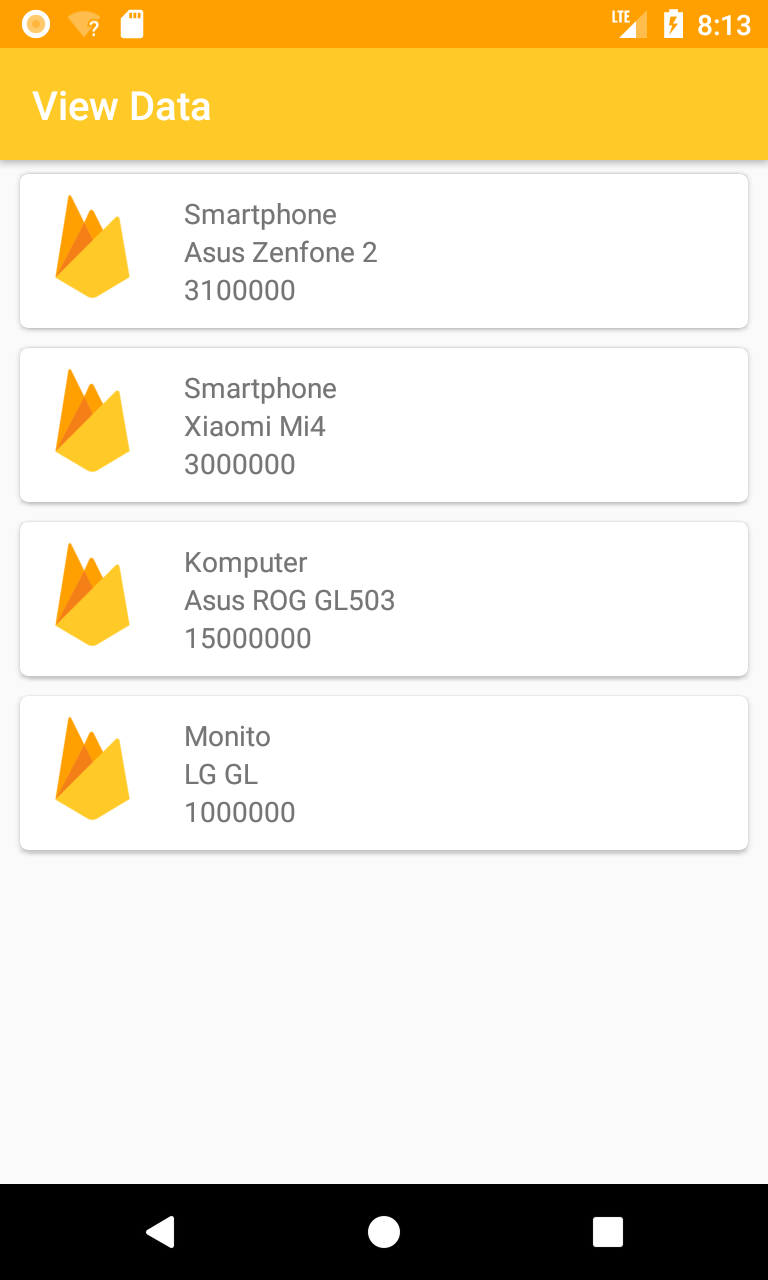 LTE 8:13
View Data
Smartphone
Asus Zenfone 2
3100000
Smartphone
Xiaomi Mi4
3000000
Komputer
Asus ROG GL503
15000000
Monito
LG GL
1000000